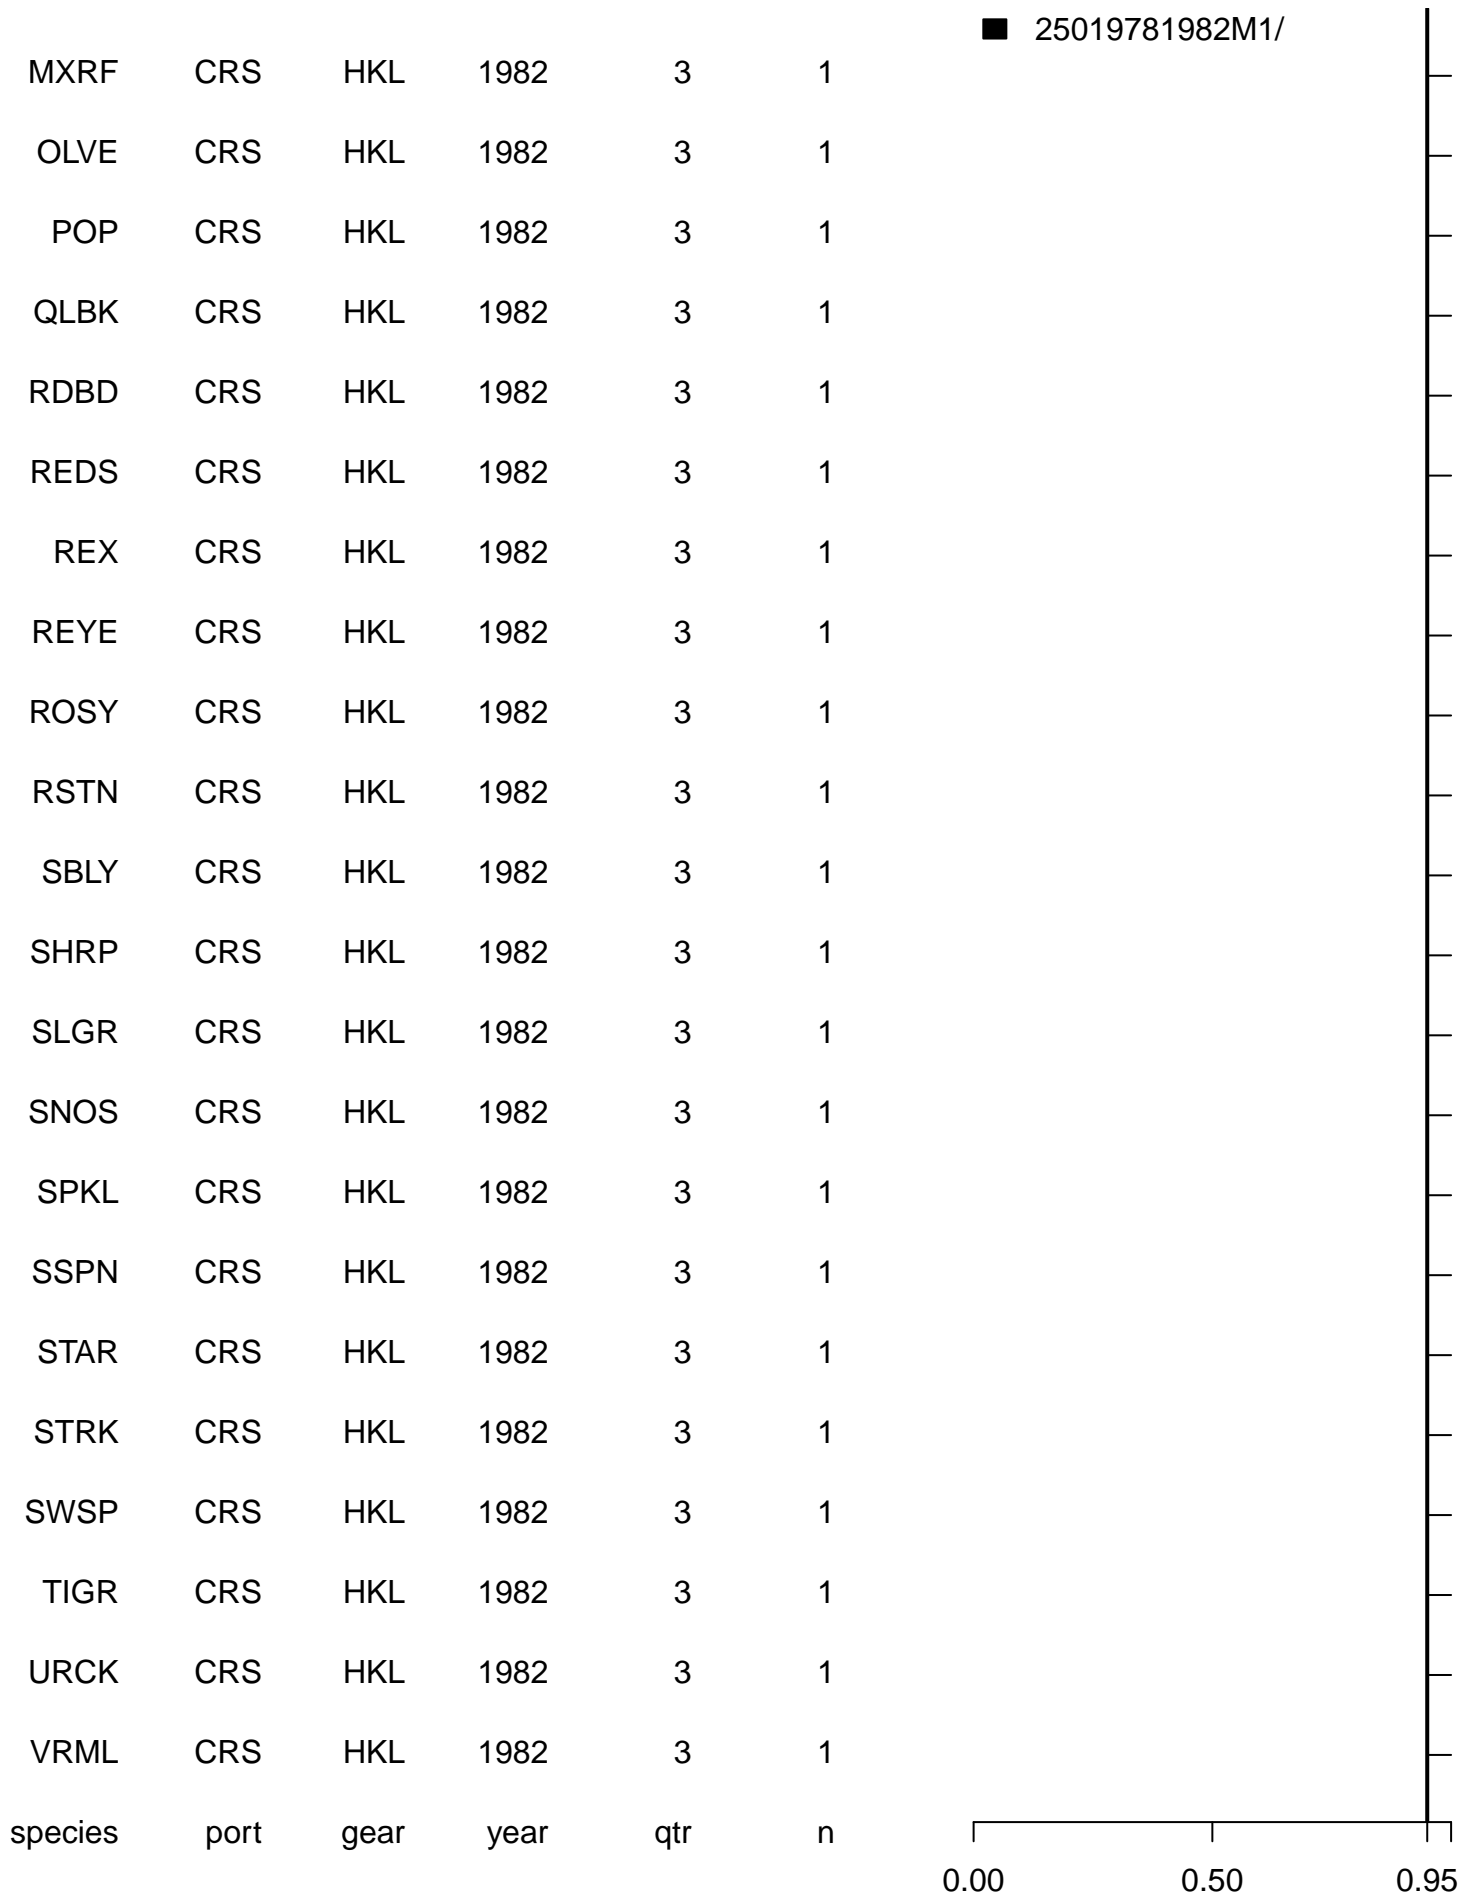 25019781982M1/
MXRF CRS HKL 1982 3 1
OLVE CRS HKL 1982 3 1
POP CRS HKL 1982 3 1
QLBK CRS HKL 1982 3 1
RDBD CRS HKL 1982 3 1
REDS CRS HKL 1982 3 1
REX CRS HKL 1982 3 1
REYE CRS HKL 1982 3 1
ROSY CRS HKL 1982 3 1
RSTN CRS HKL 1982 3 1
SBLY CRS HKL 1982 3 1
SHRP CRS HKL 1982 3 1
SLGR CRS HKL 1982 3 1
SNOS CRS HKL 1982 3 1
SPKL CRS HKL 1982 3 1
SSPN CRS HKL 1982 3 1
STAR CRS HKL 1982 3 1
STRK CRS HKL 1982 3 1
SWSP CRS HKL 1982 3 1
TIGR CRS HKL 1982 3 1
URCK CRS HKL 1982 3 1
VRML CRS HKL 1982 3 1
species port gear year qtr n
0.00 0.50 0.95